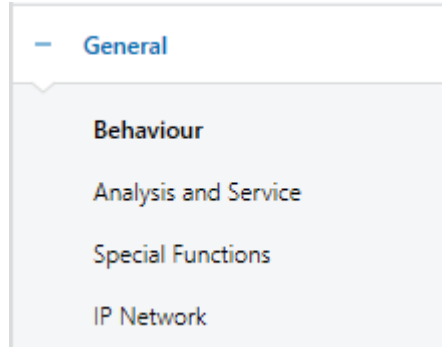 General
Behaviour
Analysis and Service
Special Functions
IP Network